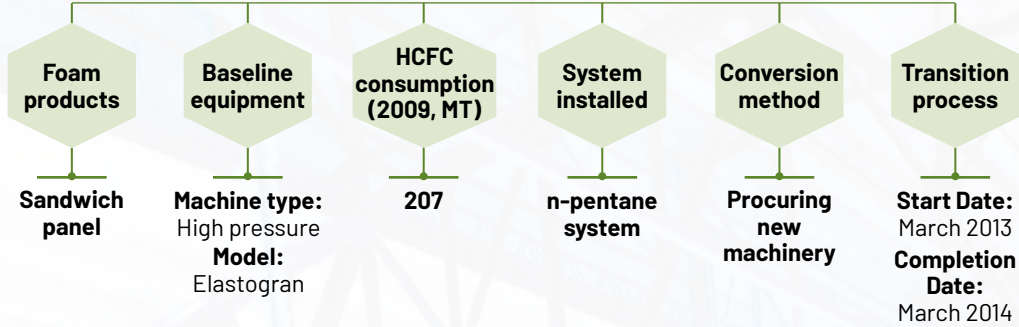 Foam
products
Baseline
equipment
HCFC
consumption
(2009, MT)
System
installed
Conversion
method
Transition
process
Sandwich
panel
Machine type:
High pressure
Model:
Elastogran
207
n-pentane
system
Procuring
new
machinery
Start Date:
March 2013
Completion
Date:
March 2014